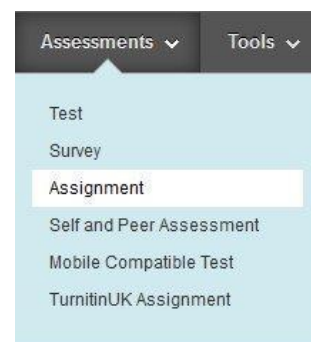 Assessments Tools
Test
Survey
Assignment
Self and Peer Assessment
Mobile Compatible Test
TurnitinUK Assignment